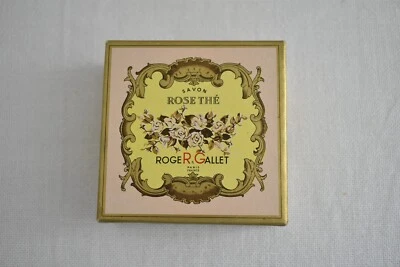 SAVON
ROSE THÉ
ROGER.GALLET
PARIS
FRANCE